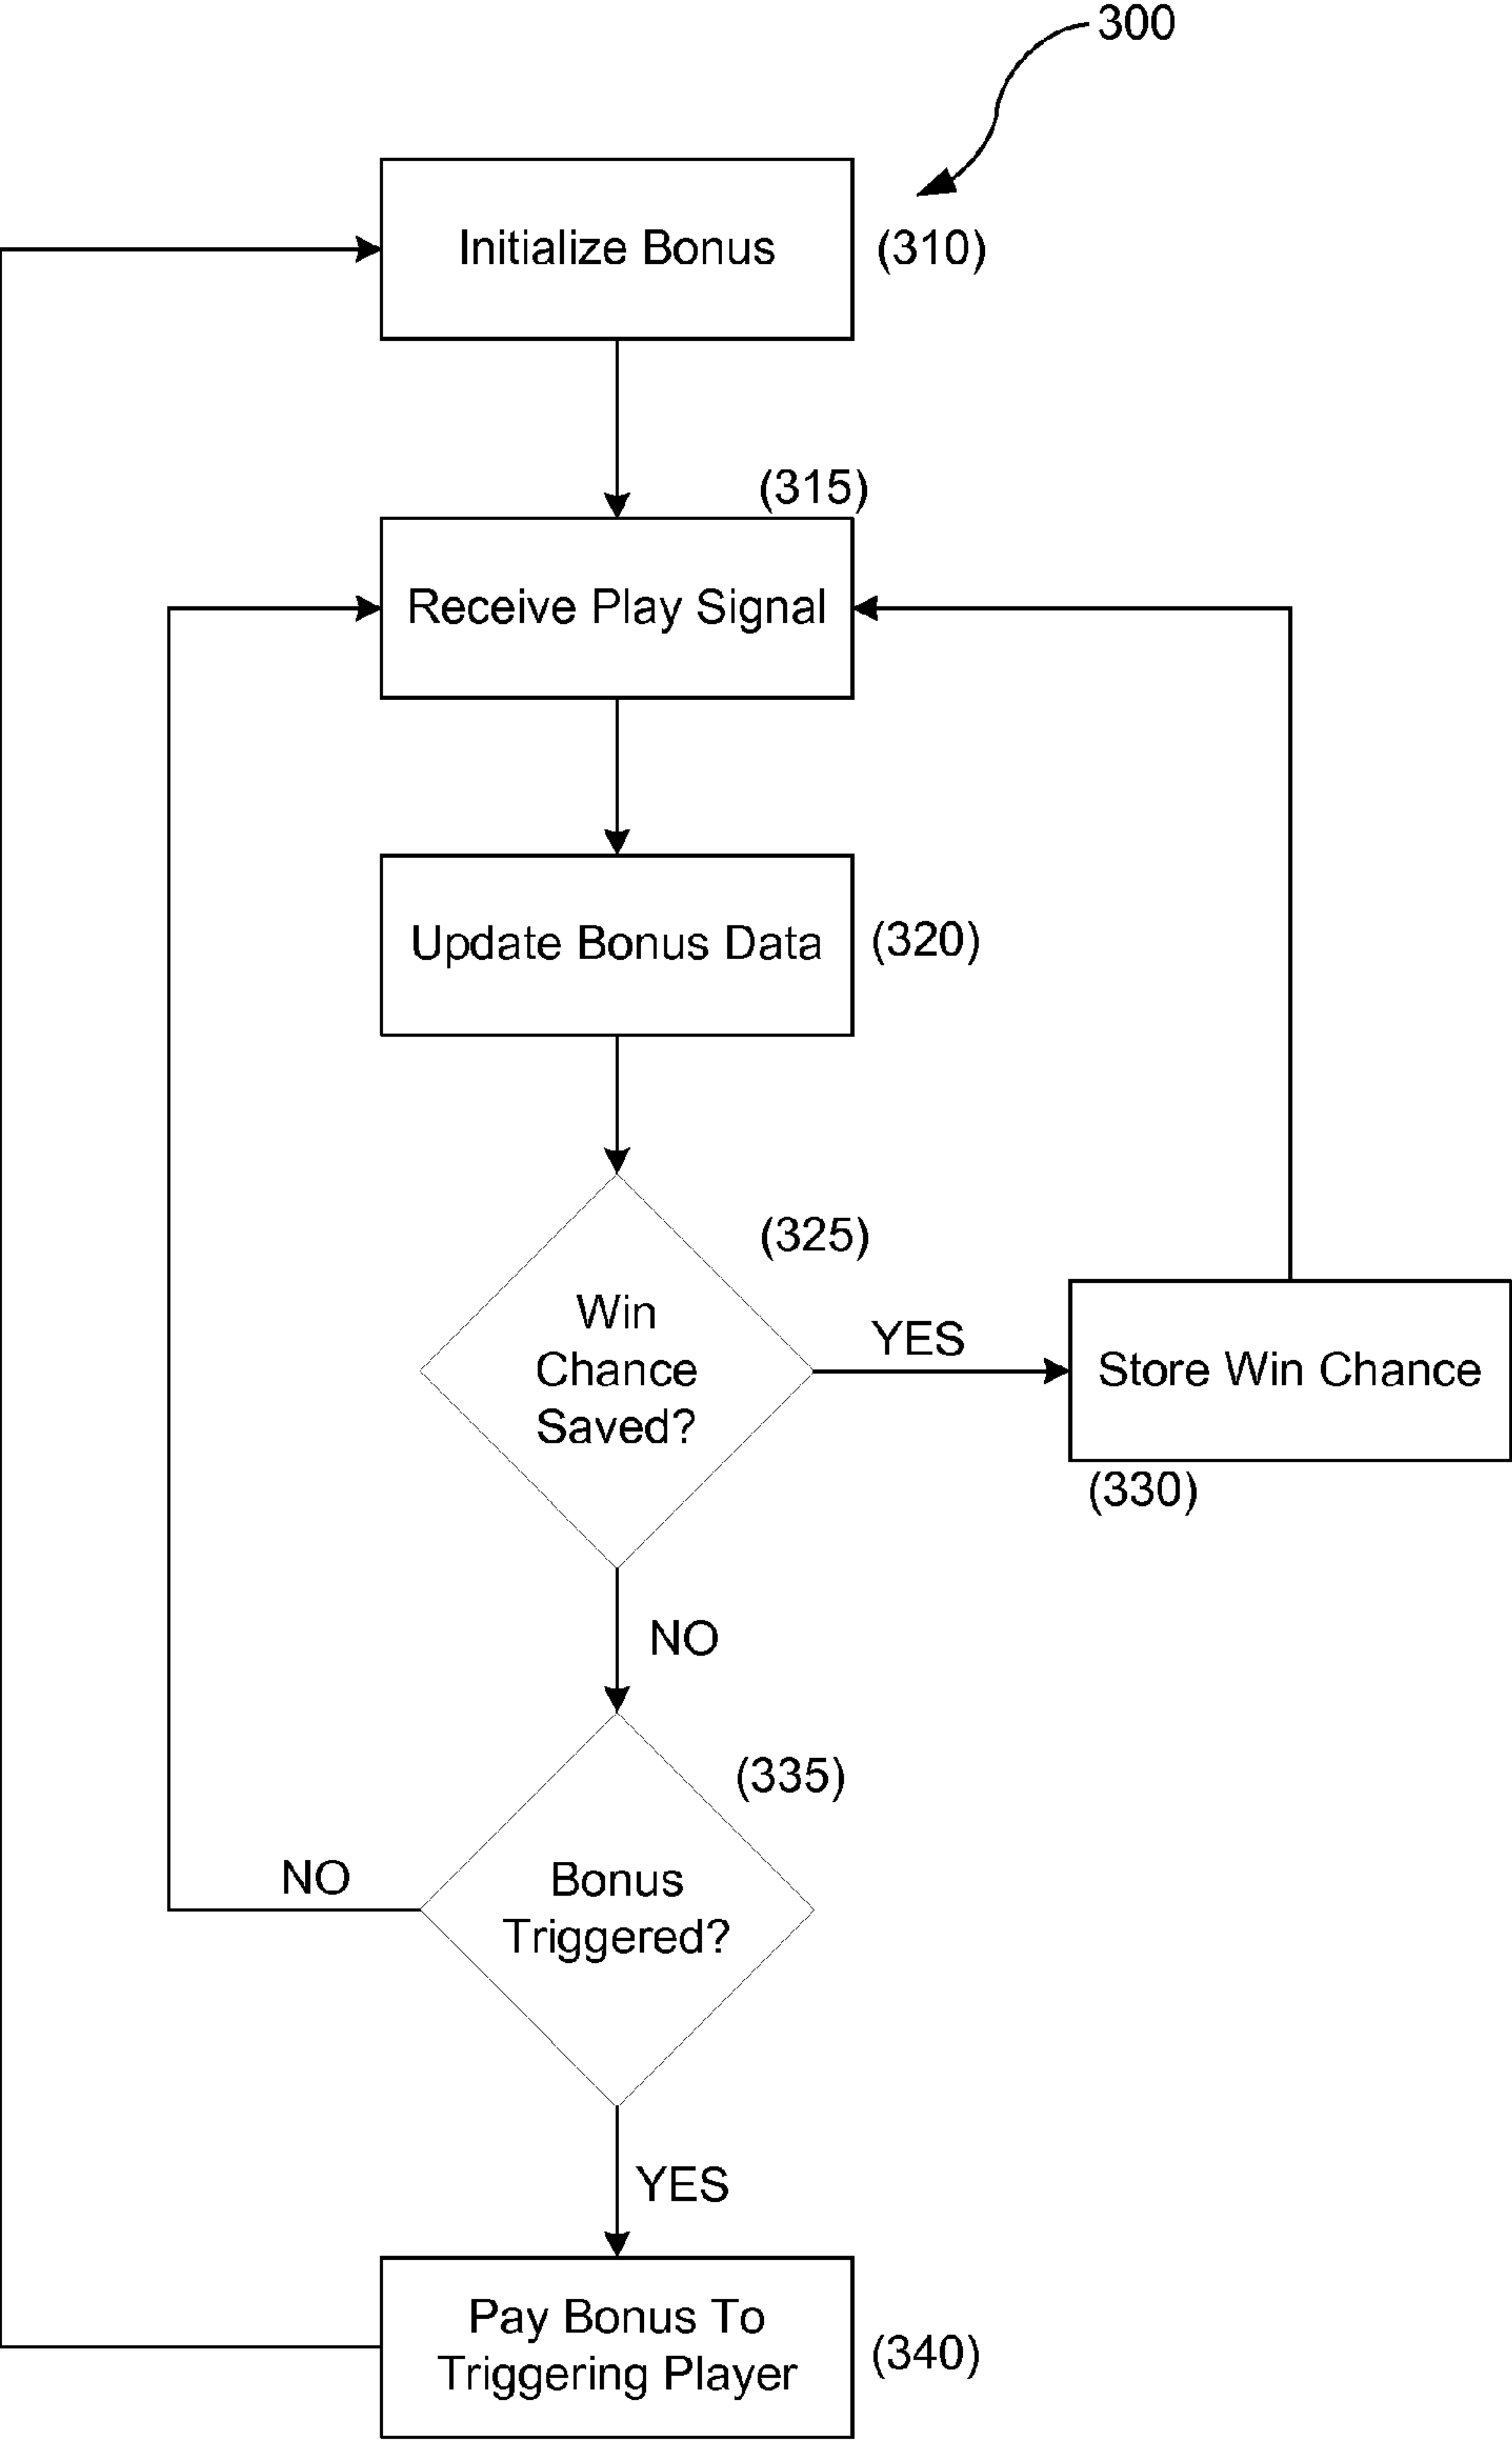 300
Initialize Bonus
(310)
(315)
Receive Play Signal
Update Bonus Data
(320)
(325)
Win
Chance
Saved?
YES
Store Win Chance
(330)
NO
(335)
Bonus
Triggered?
NO
YES
Pay Bonus To
Triggering Player
(340)